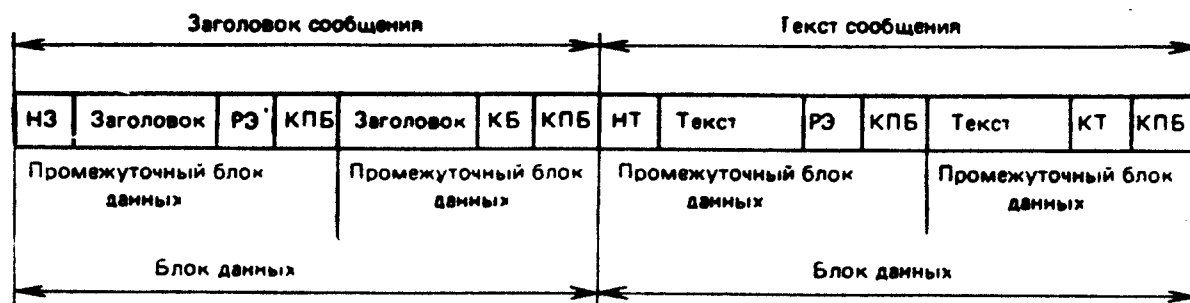 Заголовок сообщения Текст сообщения
НЗ Заголовок РЭ КПБ Заголовок КБ КПБ НТ Текст РЭ КПБ Текст КТ КПБ
Промежуточный блок данных
Промежуточный блок данных
Промежуточный блок данных
Промежуточный блок данных
Блок данных Блок данных